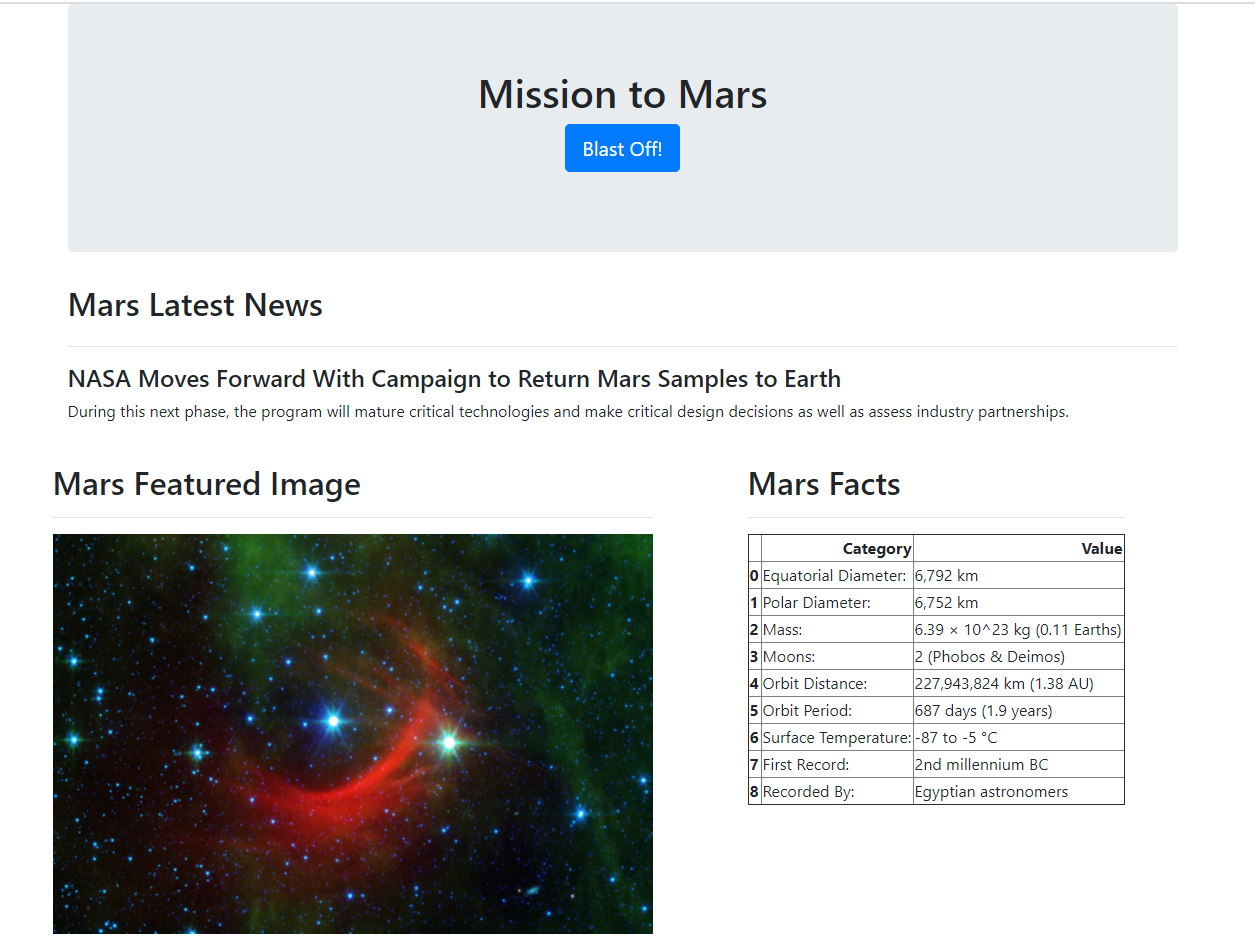 Mission to Mars
Blast Off!
Mars Latest News
NASA Moves Forward With Campaign to Return Mars Samples to Earth
During this next phase, the program will mature critical technologies and make critical design decisions as well as assess industry partnerships.
Mars Featured Image
Mars Facts
Category Value
0 Equatorial Diameter: 6,792 km
1 Polar Diameter: 6,752 km
2 Mass: 6.39 × 10^23 kg (0.11 Earths)
3 Moons: 2 (Phobos & Deimos)
4 Orbit Distance: 227,943,824 km (1.38 AU)
5 Orbit Period: 687 days (1.9 years)
6 Surface Temperature: -87 to -5 °C
7 First Record: 2nd millennium BC
8 Recorded By: Egyptian astronomers